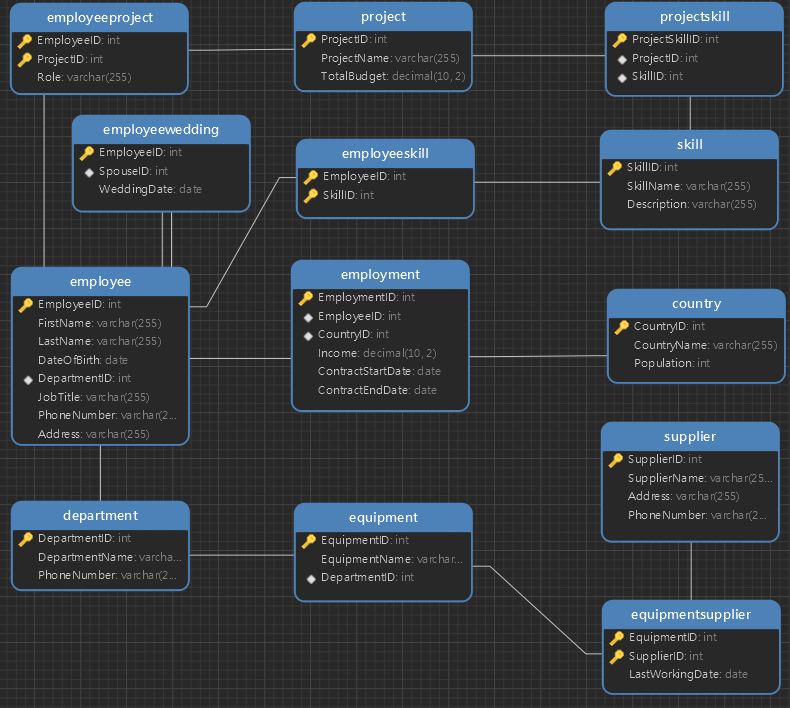 employeeproject
EmployeeID: int
ProjectID: int
Role: varchar(255)
project
ProjectID: int
ProjectName: varchar(255)
TotalBudget: decimal(10, 2)
projectskill
ProjectSkillID: int
ProjectID: int
SkillID: int
employeewedding
EmployeeID: int
SpouseID: int
WeddingDate: date
employeeskill
EmployeeID: int
SkillID: int
skill
SkillID: int
SkillName: varchar(255)
Description: varchar(255)
employee
EmployeeID: int
FirstName: varchar(255)
LastName: varchar(255)
DateOfBirth: date
DepartmentID: int
JobTitle: varchar(255)
PhoneNumber: varchar(2...
Address: varchar(255)
employment
EmploymentID: int
EmployeeID: int
CountryID: int
Income: decimal(10, 2)
ContractStartDate: date
ContractEndDate: date
country
CountryID: int
CountryName: varchar(255)
Population: int
supplier
SupplierID: int
SupplierName: varchar(25...
Address: varchar(255)
PhoneNumber: varchar(2...
department
DepartmentID: int
DepartmentName: varcha...
PhoneNumber: varchar(2...
equipment
EquipmentID: int
EquipmentName: varchar...
DepartmentID: int
equipmentsupplier
EquipmentID: int
SupplierID: int
LastWorkingDate: date